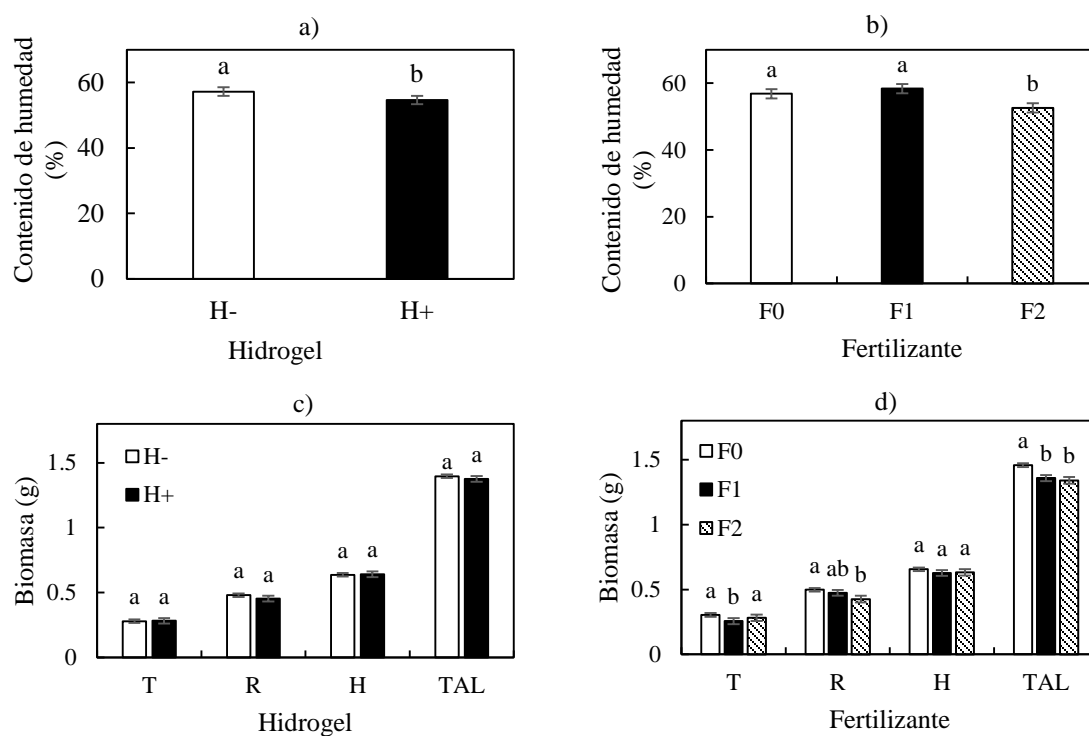 a)
Contenido de humedad
(%)
60
40
20
0
a
b
H-
H+
Hidrogel
b)
Contenido de humedad
(%)
60
40
20
0
a
a
b
F0
F1
F2
Fertilizante
c)
Biomasa (g)
1.5
1
0.5
0
H-
H+
a a
a a
a a
a a
T
R
H
TAL
Hidrogel
d)
Biomasa (g)
1.5
1
0.5
0
F0
F1
F2
a b a
a ab b
a a a
a b b
T
R
H
TAL
Fertilizante